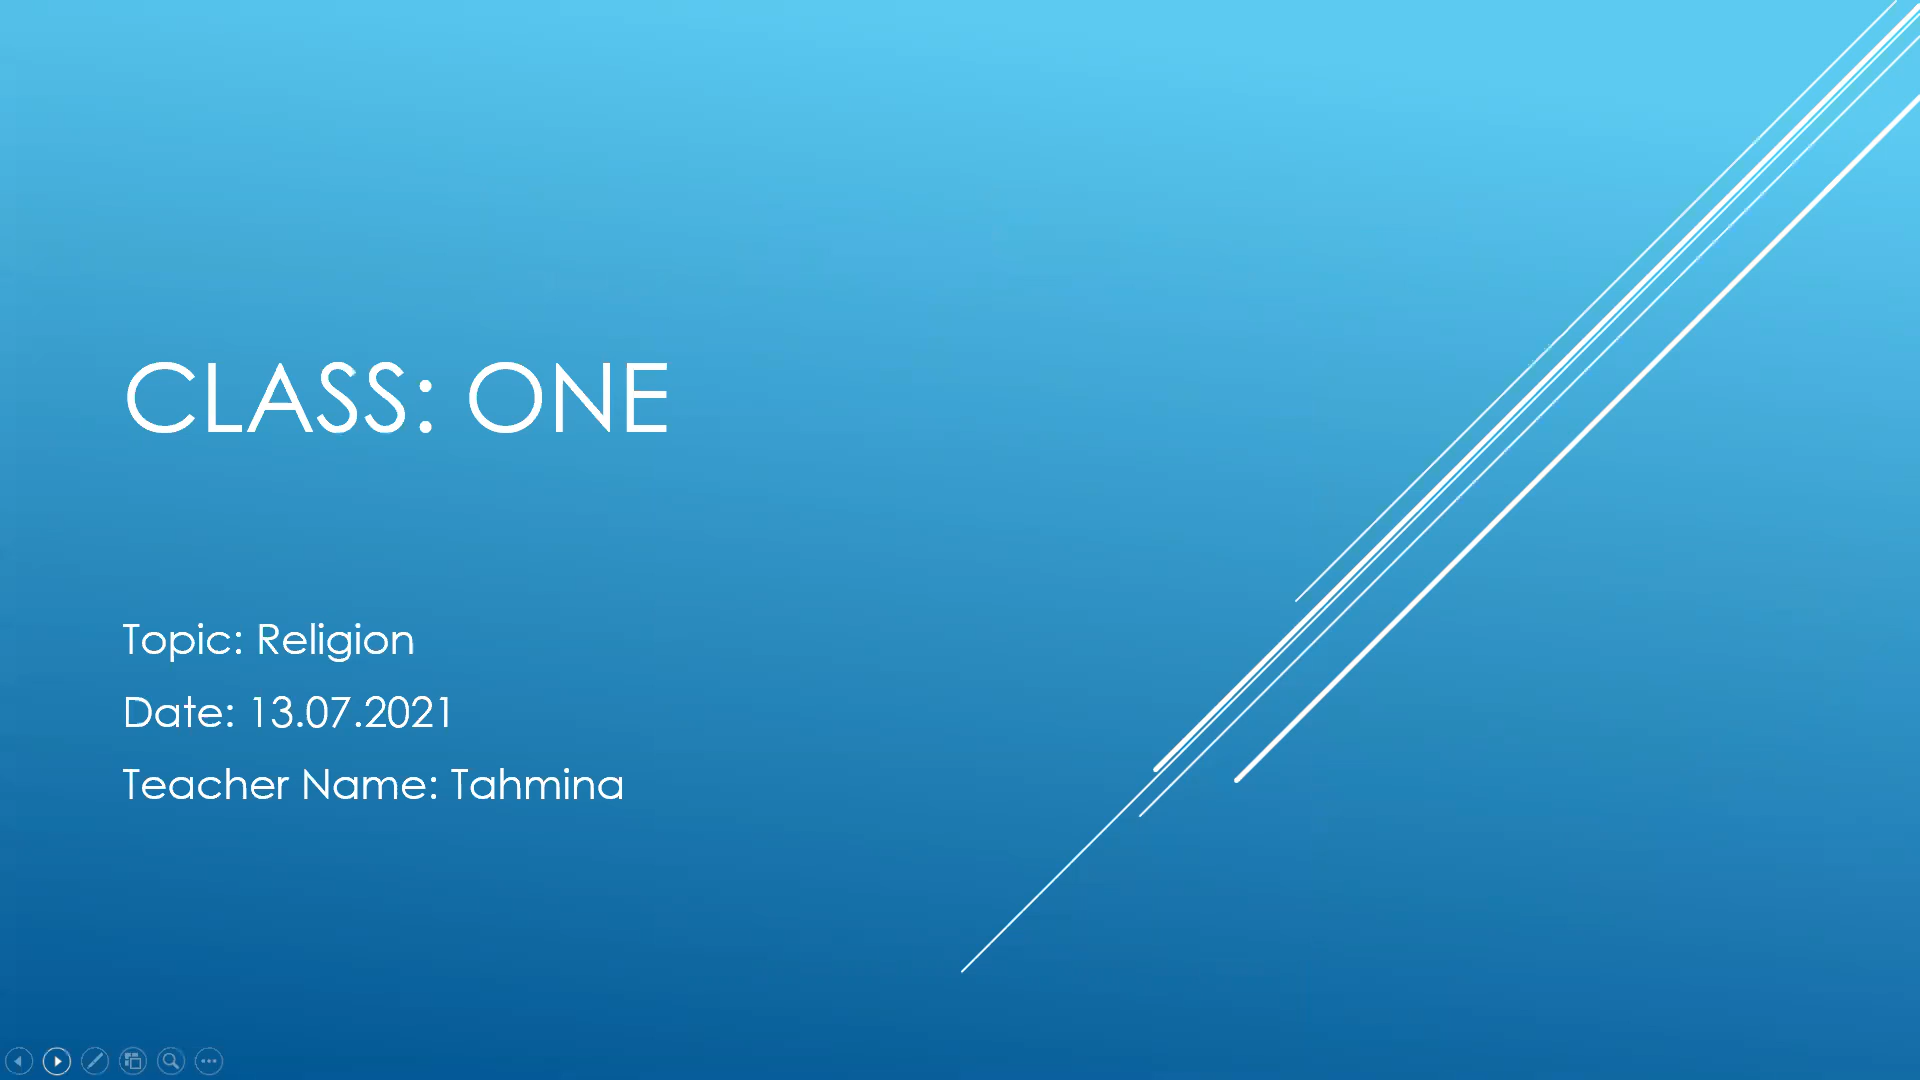 CLASS: ONE
Topic: Religion
Date: 13.07.2021
Teacher Name: Tahmina